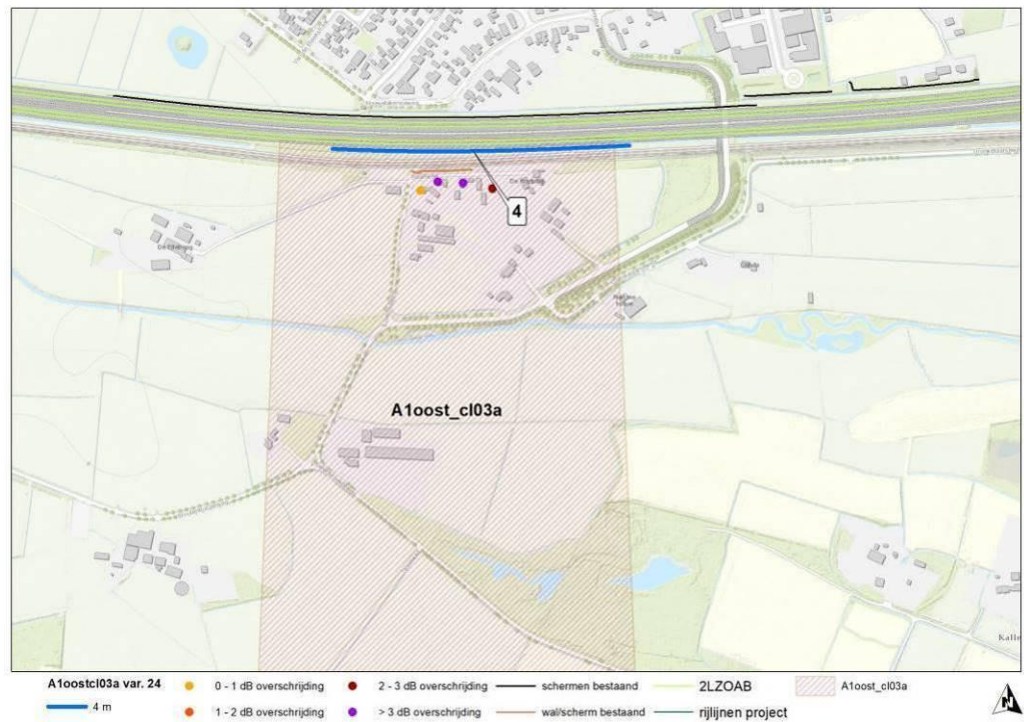 4
A1oost_cl03a
A1oostcl03a var. 24
4 m
0 - 1 dB overschrijding
1 - 2 dB overschrijding
2 - 3 dB overschrijding
> 3 dB overschrijding
schermen bestaand
wal/scherm bestaand
2LZOAB
rijlijnen project
A1oost_cl03a
N